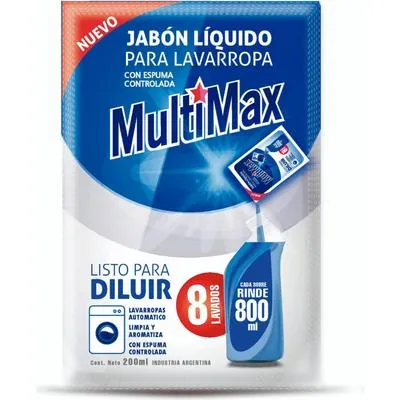 NUEVO
JABÓN LÍQUIDO
PARA LAVARROPA
CON ESPUMA
CONTROLADA
MultiMax
LISTO PARA
DILUIR
8
LAVADOS
LAVARROPAS
AUTOMATICO
LIMPIA Y
AROMATIZA
CON ESPUMA
CONTROLADA
CADA SOBRE
RINDE
800
ml
Cont. Neto 200ml INDUSTRIA ARGENTINA